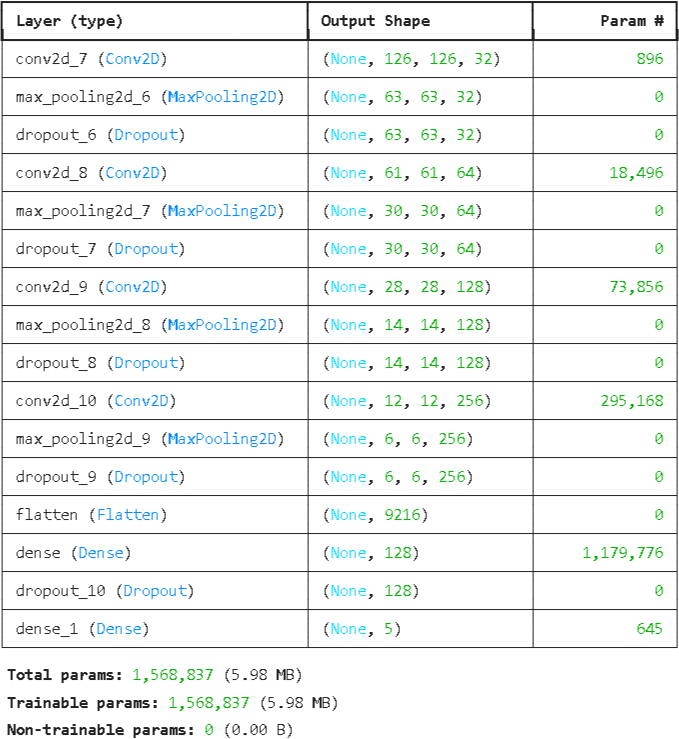 Layer (type) Output Shape Param #
conv2d_7 (Conv2D) (None, 126, 126, 32) 896
max_pooling2d_6 (MaxPooling2D) (None, 63, 63, 32) 0
dropout_6 (Dropout) (None, 63, 63, 32) 0
conv2d_8 (Conv2D) (None, 61, 61, 64) 18,496
max_pooling2d_7 (MaxPooling2D) (None, 30, 30, 64) 0
dropout_7 (Dropout) (None, 30, 30, 64) 0
conv2d_9 (Conv2D) (None, 28, 28, 128) 73,856
max_pooling2d_8 (MaxPooling2D) (None, 14, 14, 128) 0
dropout_8 (Dropout) (None, 14, 14, 128) 0
conv2d_10 (Conv2D) (None, 12, 12, 256) 295,168
max_pooling2d_9 (MaxPooling2D) (None, 6, 6, 256) 0
dropout_9 (Dropout) (None, 6, 6, 256) 0
flatten (Flatten) (None, 9216) 0
dense (Dense) (None, 128) 1,179,776
dropout_10 (Dropout) (None, 128) 0
dense_1 (Dense) (None, 5) 645
Total params: 1,568,837 (5.98 MB)
Trainable params: 1,568,837 (5.98 MB)
Non-trainable params: 0 (0.00 B)